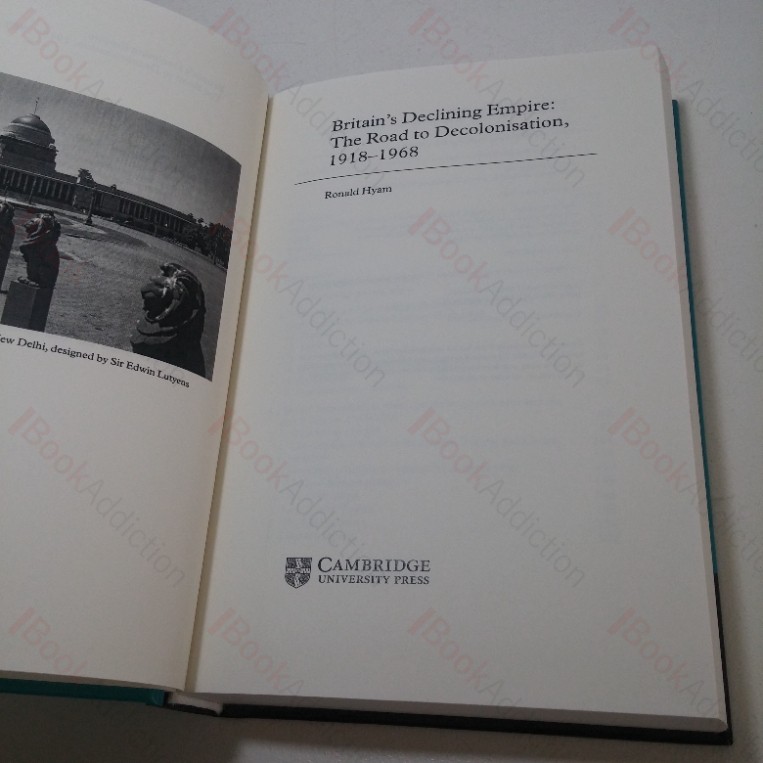 ew Delhi, designed by Sir Edwin Lutyens
Britain's Declining Empire:
The Road to Decolonisation,
1918–1968
Ronald Hyam
CAMBRIDGE
UNIVERSITY PRESS
BookAddiction